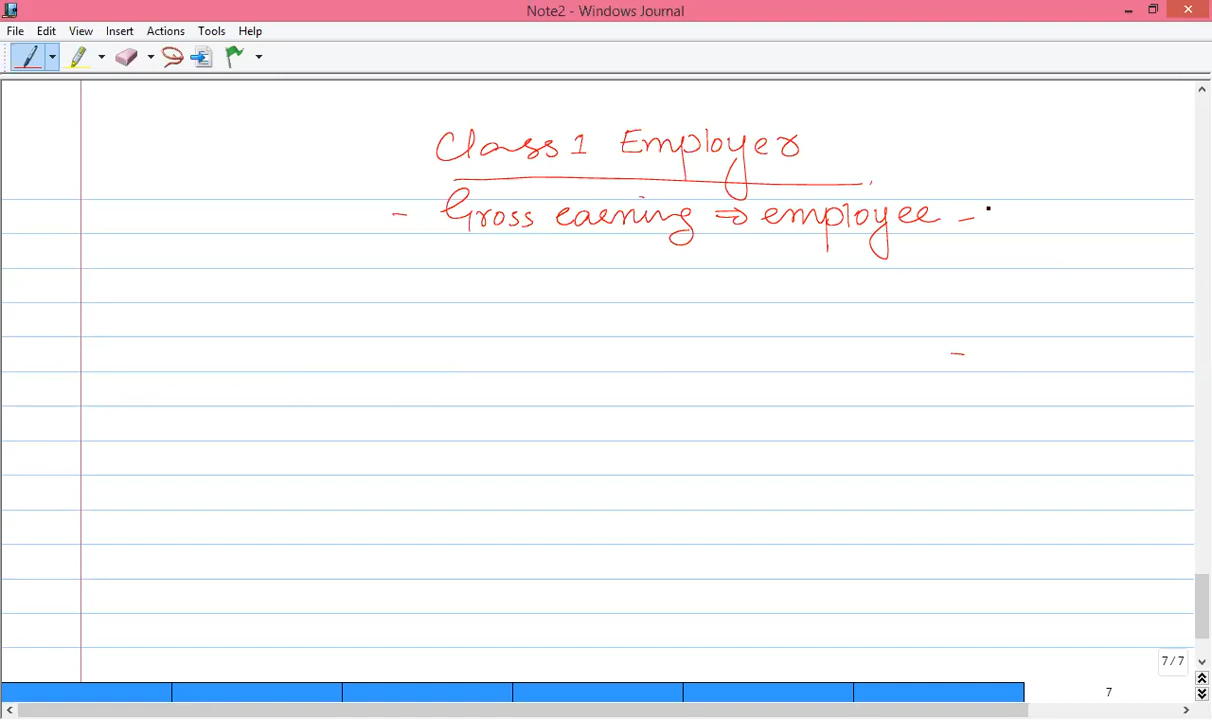 Note2 - Windows Journal
File Edit View Insert Actions Tools Help
Class 1 Employer
- Gross earning ⇒ employee -
-
7 / 7
7